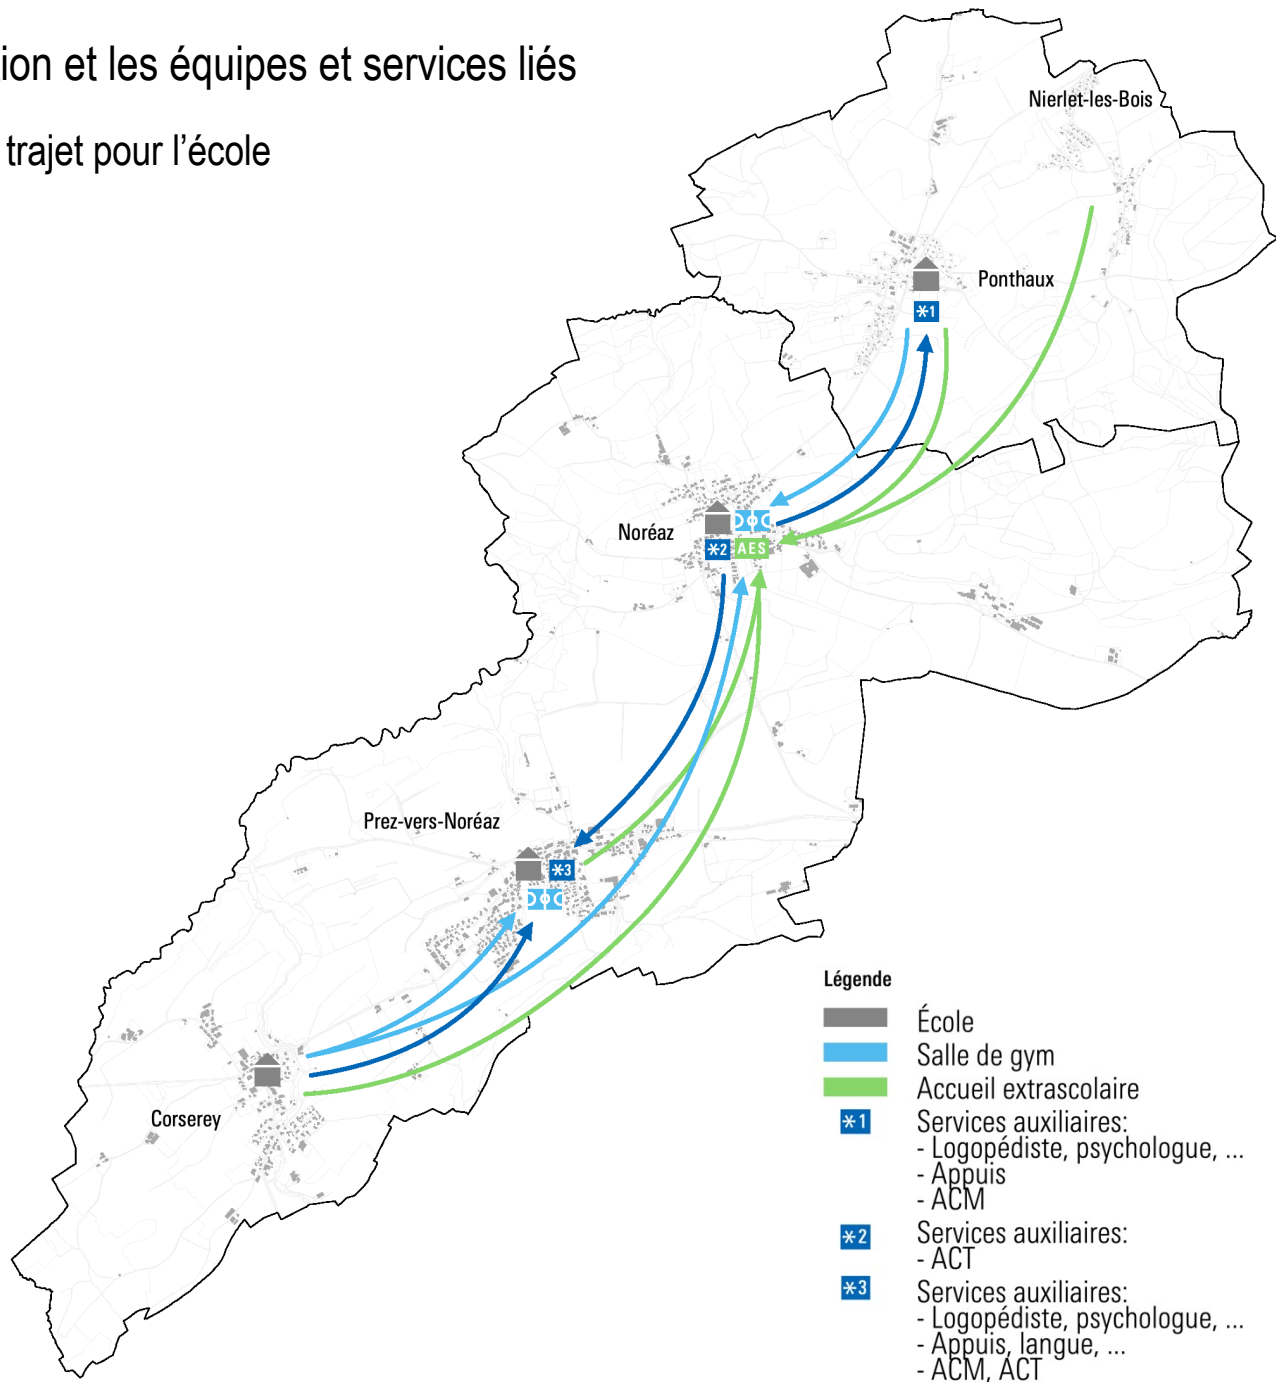 ion et les équipes et services liés
trajet pour l'école
Nierlet-les-Bois
Ponthaux
*1
Noréaz
*2 AES
Prez-vers-Noréaz
*3
Corserey
Légende
École
Salle de gym
Accueil extrascolaire
*1 Services auxiliaires:
- Logopédiste, psychologue, ...
- Appuis
- ACM
*2 Services auxiliaires:
- ACT
*3 Services auxiliaires:
- Logopédiste, psychologue, ...
- Appuis, langue, ...
- ACM, ACT